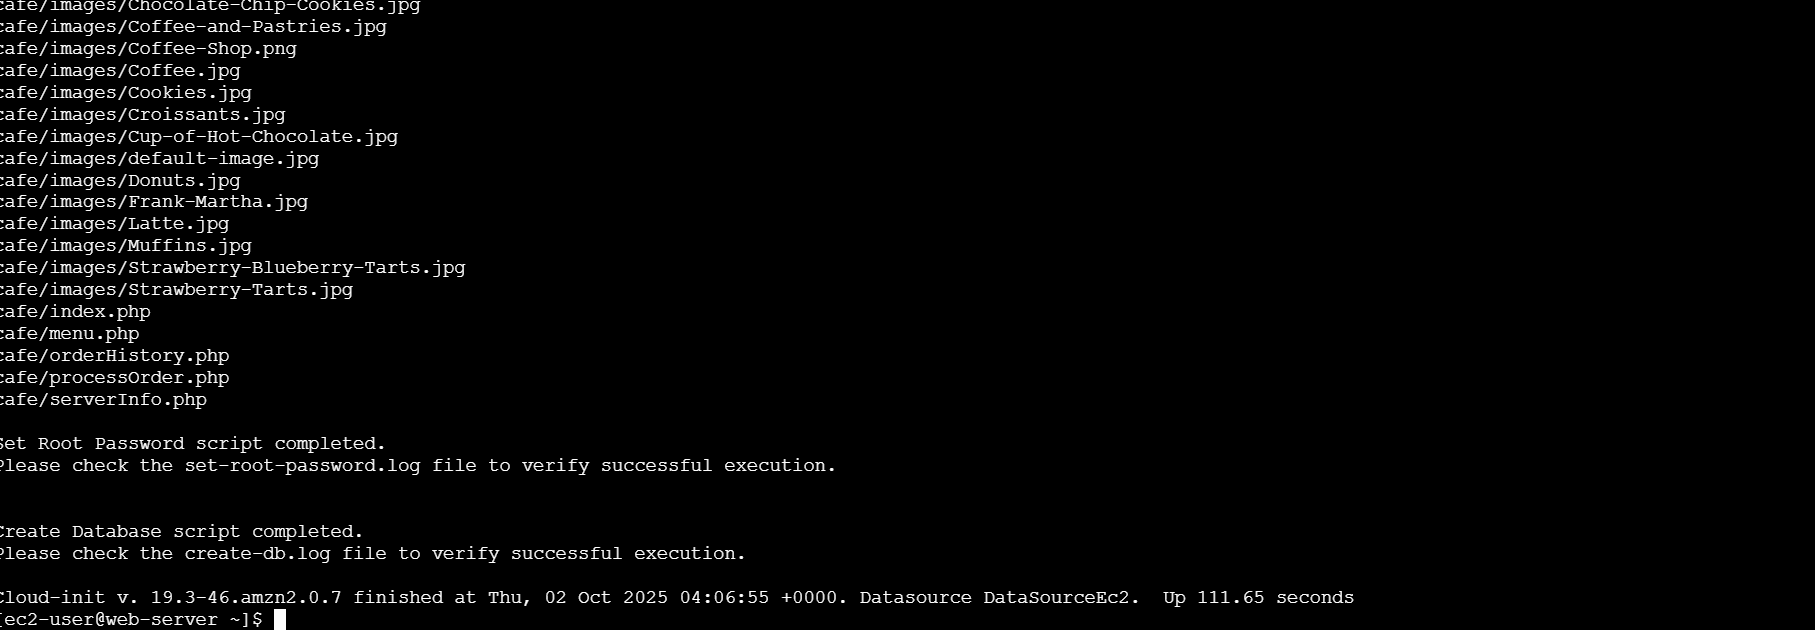 cafe/images/Chocolate-Chip-Cookies.jpg
cafe/images/Coffee-and-Pastries.jpg
cafe/images/Coffee-Shop.png
cafe/images/Coffee.jpg
cafe/images/Cookies.jpg
cafe/images/Croissants.jpg
cafe/images/Cup-of-Hot-Chocolate.jpg
cafe/images/default-image.jpg
cafe/images/Donuts.jpg
cafe/images/Frank-Martha.jpg
cafe/images/Latte.jpg
cafe/images/Muffins.jpg
cafe/images/Strawberry-Blueberry-Tarts.jpg
cafe/images/Strawberry-Tarts.jpg
cafe/index.php
cafe/menu.php
cafe/orderHistory.php
cafe/processOrder.php
cafe/serverInfo.php
Set Root Password script completed.
Please check the set-root-password.log file to verify successful execution.
Create Database script completed.
Please check the create-db.log file to verify successful execution.
Cloud-init v. 19.3-46.amzn2.0.7 finished at Thu, 02 Oct 2025 04:06:55 +0000. Datasource DataSourceEc2.  Up 111.65 seconds
[ec2-user@web-server ~]$